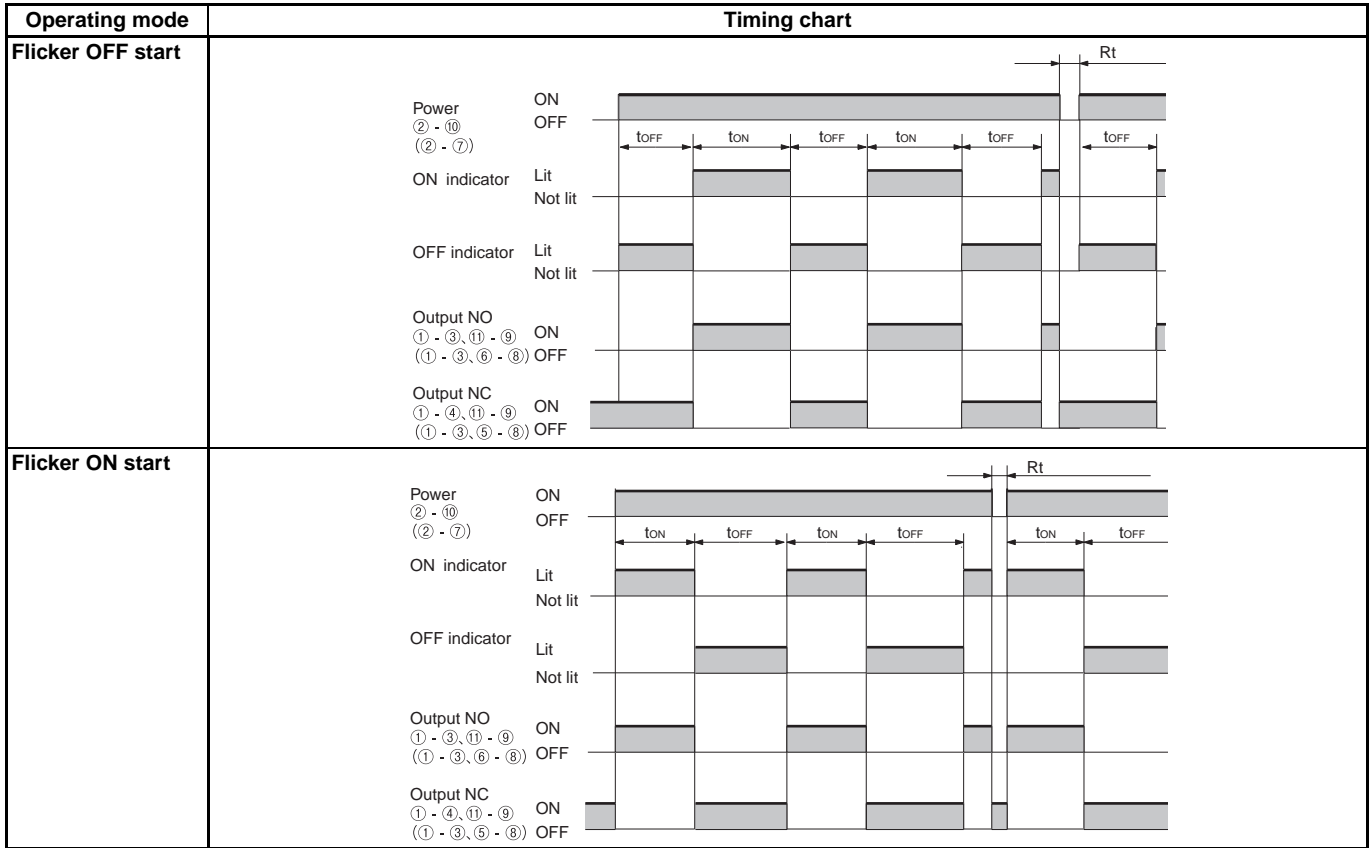 Operating mode
Timing chart
Flicker OFF start
Rt
Power
② - ⑩
(② - ⑦)
ON
OFF
tOFF tON tOFF tON tOFF tOFF
ON indicator
Lit
Not lit
OFF indicator
Lit
Not lit
Output NO
① - ③、⑪ - ⑨
(① - ③、⑥ - ⑧)
ON
OFF
Output NC
① - ④、⑪ - ⑨
(① - ③、⑤ - ⑧)
ON
OFF
Flicker ON start
Rt
Power
② - ⑩
(② - ⑦)
ON
OFF
tON tOFF tON tOFF tON tOFF
ON indicator
Lit
Not lit
OFF indicator
Lit
Not lit
Output NO
① - ③、⑪ - ⑨
(① - ③、⑥ - ⑧)
ON
OFF
Output NC
① - ④、⑪ - ⑨
(① - ③、⑤ - ⑧)
ON
OFF